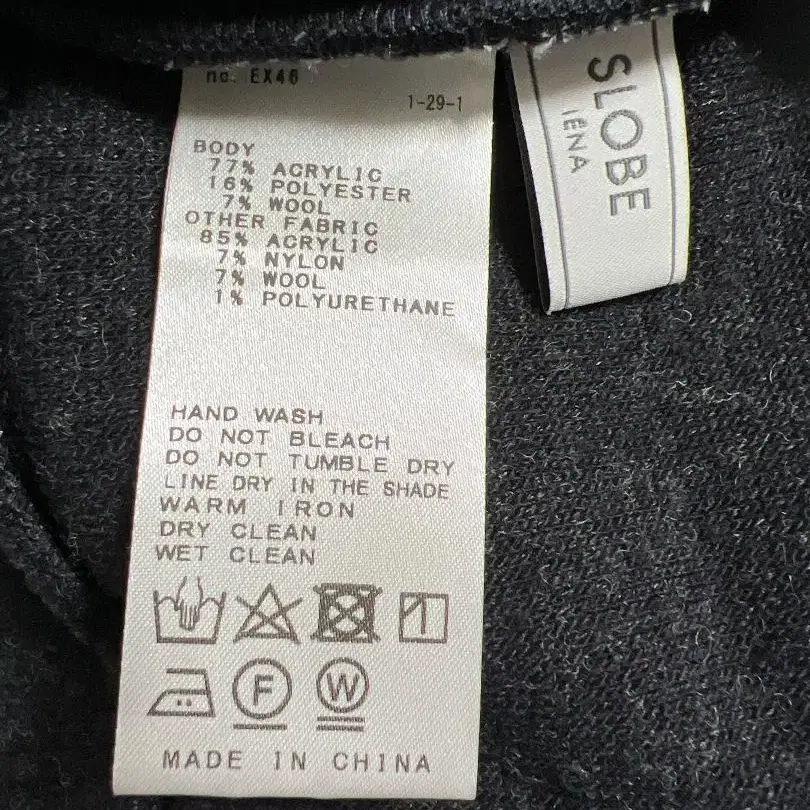 no. EX46
1-29-1
BODY
77% ACRYLIC
16% POLYESTER
7% WOOL
OTHER FABRIC
85% ACRYLIC
7% NYLON
7% WOOL
1% POLYURETHANE
HAND WASH
DO NOT BLEACH
DO NOT TUMBLE DRY
LINE DRY IN THE SHADE
WARM IRON
DRY CLEAN
WET CLEAN
F
W
MADE IN CHINA
SLOBE
IÉNA